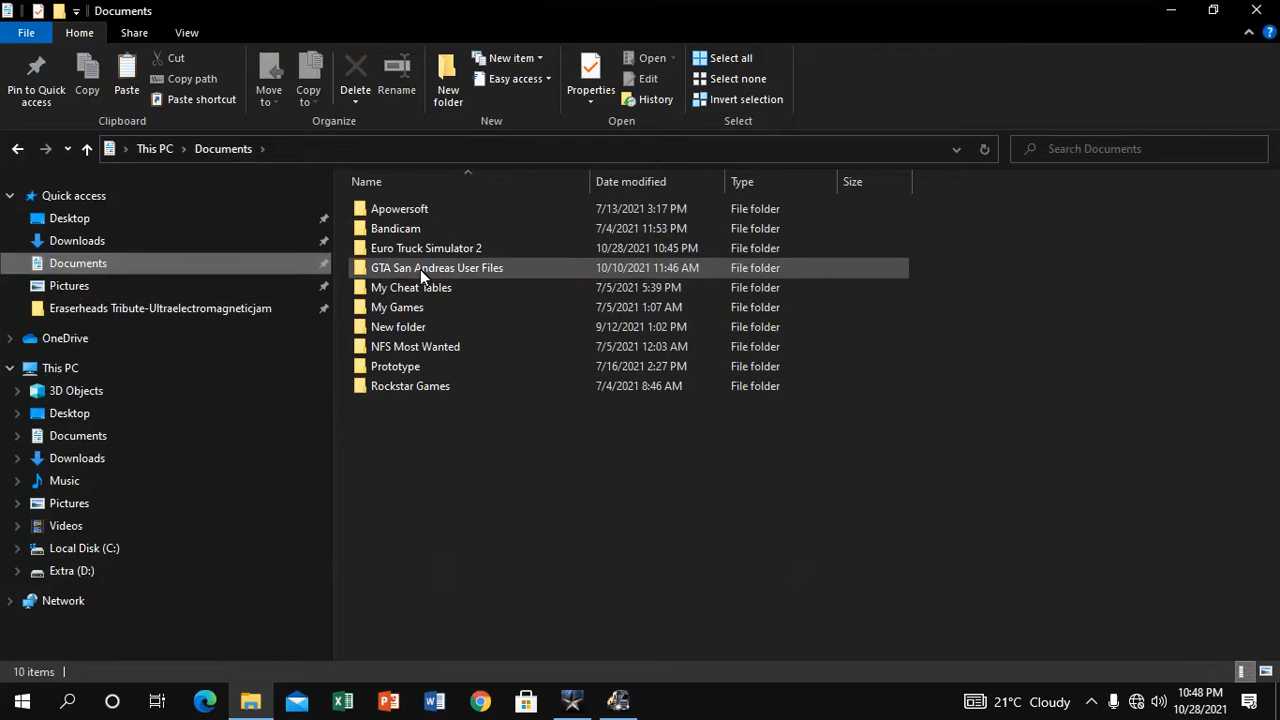 Documents
File Home Share View
Pin to Quick access
Copy
Paste
Cut
Copy path
Paste shortcut
Clipboard
Move to
Copy to
Delete
Rename
Organize
New folder
New item
Easy access
New
Properties
Open
Edit
History
Open
Select all
Select none
Invert selection
Select
This PC Documents
Search Documents
Quick access
Desktop
Downloads
Documents
Pictures
Eraserheads Tribute-Ultraelectromagneticjam
OneDrive
This PC
3D Objects
Desktop
Documents
Downloads
Music
Pictures
Videos
Local Disk (C:)
Extra (D:)
Network
Name Date modified Type Size
Apowersoft 7/13/2021 3:17 PM File folder
Bandicam 7/4/2021 11:53 PM File folder
Euro Truck Simulator 2 10/28/2021 10:45 PM File folder
GTA San Andreas User Files 10/10/2021 11:46 AM File folder
My Cheat Tables 7/5/2021 5:39 PM File folder
My Games 7/5/2021 1:07 AM File folder
New folder 9/12/2021 1:02 PM File folder
NFS Most Wanted 7/5/2021 12:03 AM File folder
Prototype 7/16/2021 2:27 PM File folder
Rockstar Games 7/4/2021 8:46 AM File folder
10 items
21°C Cloudy
10:48 PM
10/28/2021